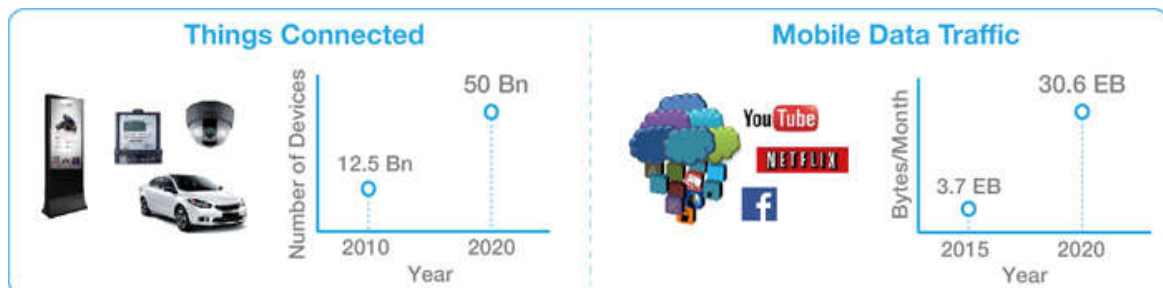 Things Connected
Number of Devices
12.5 Bn
50 Bn
2010
2020
Year
Mobile Data Traffic
YouTube
NETFLIX
f
Bytes/Month
3.7 EB
30.6 EB
2015
2020
Year